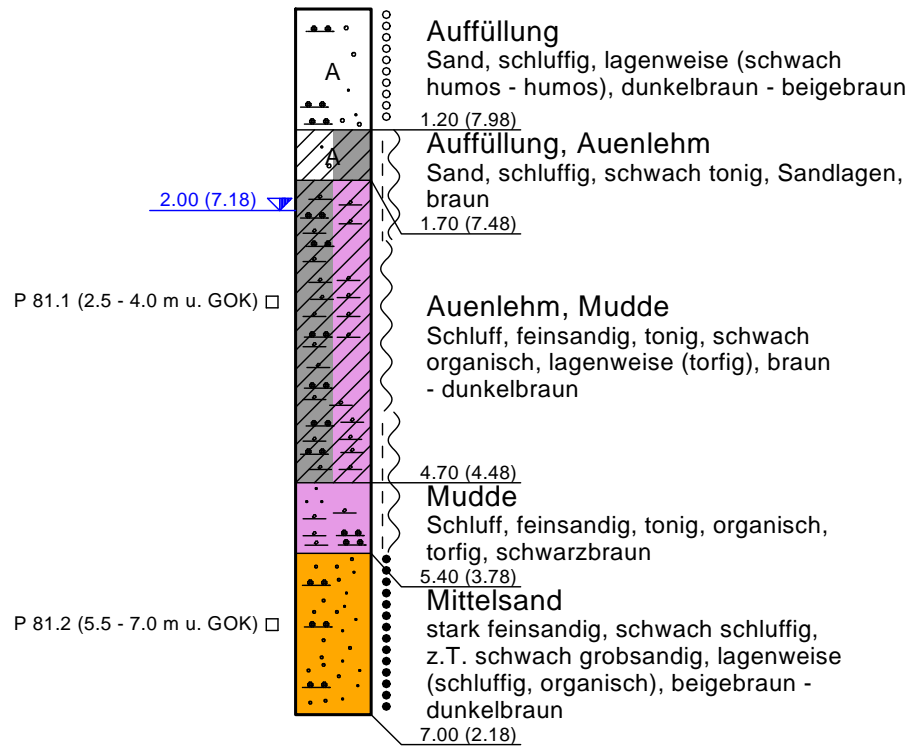 Auffüllung
Sand, schluffig, lagenweise (schwach
humos - humos), dunkelbraun - beigebraun
A
1.20 (7.98)
Auffüllung, Auenlehm
Sand, schluffig, schwach tonig, Sandlagen,
braun
A
1.70 (7.48)
2.00 (7.18)
P 81.1 (2.5 - 4.0 m u. GOK)
Auenlehm, Mudde
Schluff, feinsandig, tonig, schwach
organisch, lagenweise (torfig), braun
- dunkelbraun
4.70 (4.48)
Mudde
Schluff, feinsandig, tonig, organisch,
torfig, schwarzbraun
5.40 (3.78)
P 81.2 (5.5 - 7.0 m u. GOK)
Mittelsand
stark feinsandig, schwach schluffig,
z.T. schwach grobsandig, lagenweise
(schluffig, organisch), beigebraun -
dunkelbraun
7.00 (2.18)